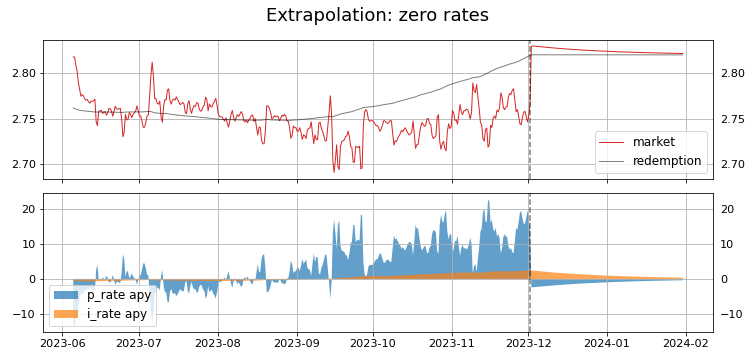 Extrapolation: zero rates
2.80 2.80
2.75 2.75
2.70 2.70
market
redemption
20 20
10 10
0 0
−10 −10
p_rate apy
i_rate apy
2023-06 2023-07 2023-08 2023-09 2023-10 2023-11 2023-12 2024-01 2024-02